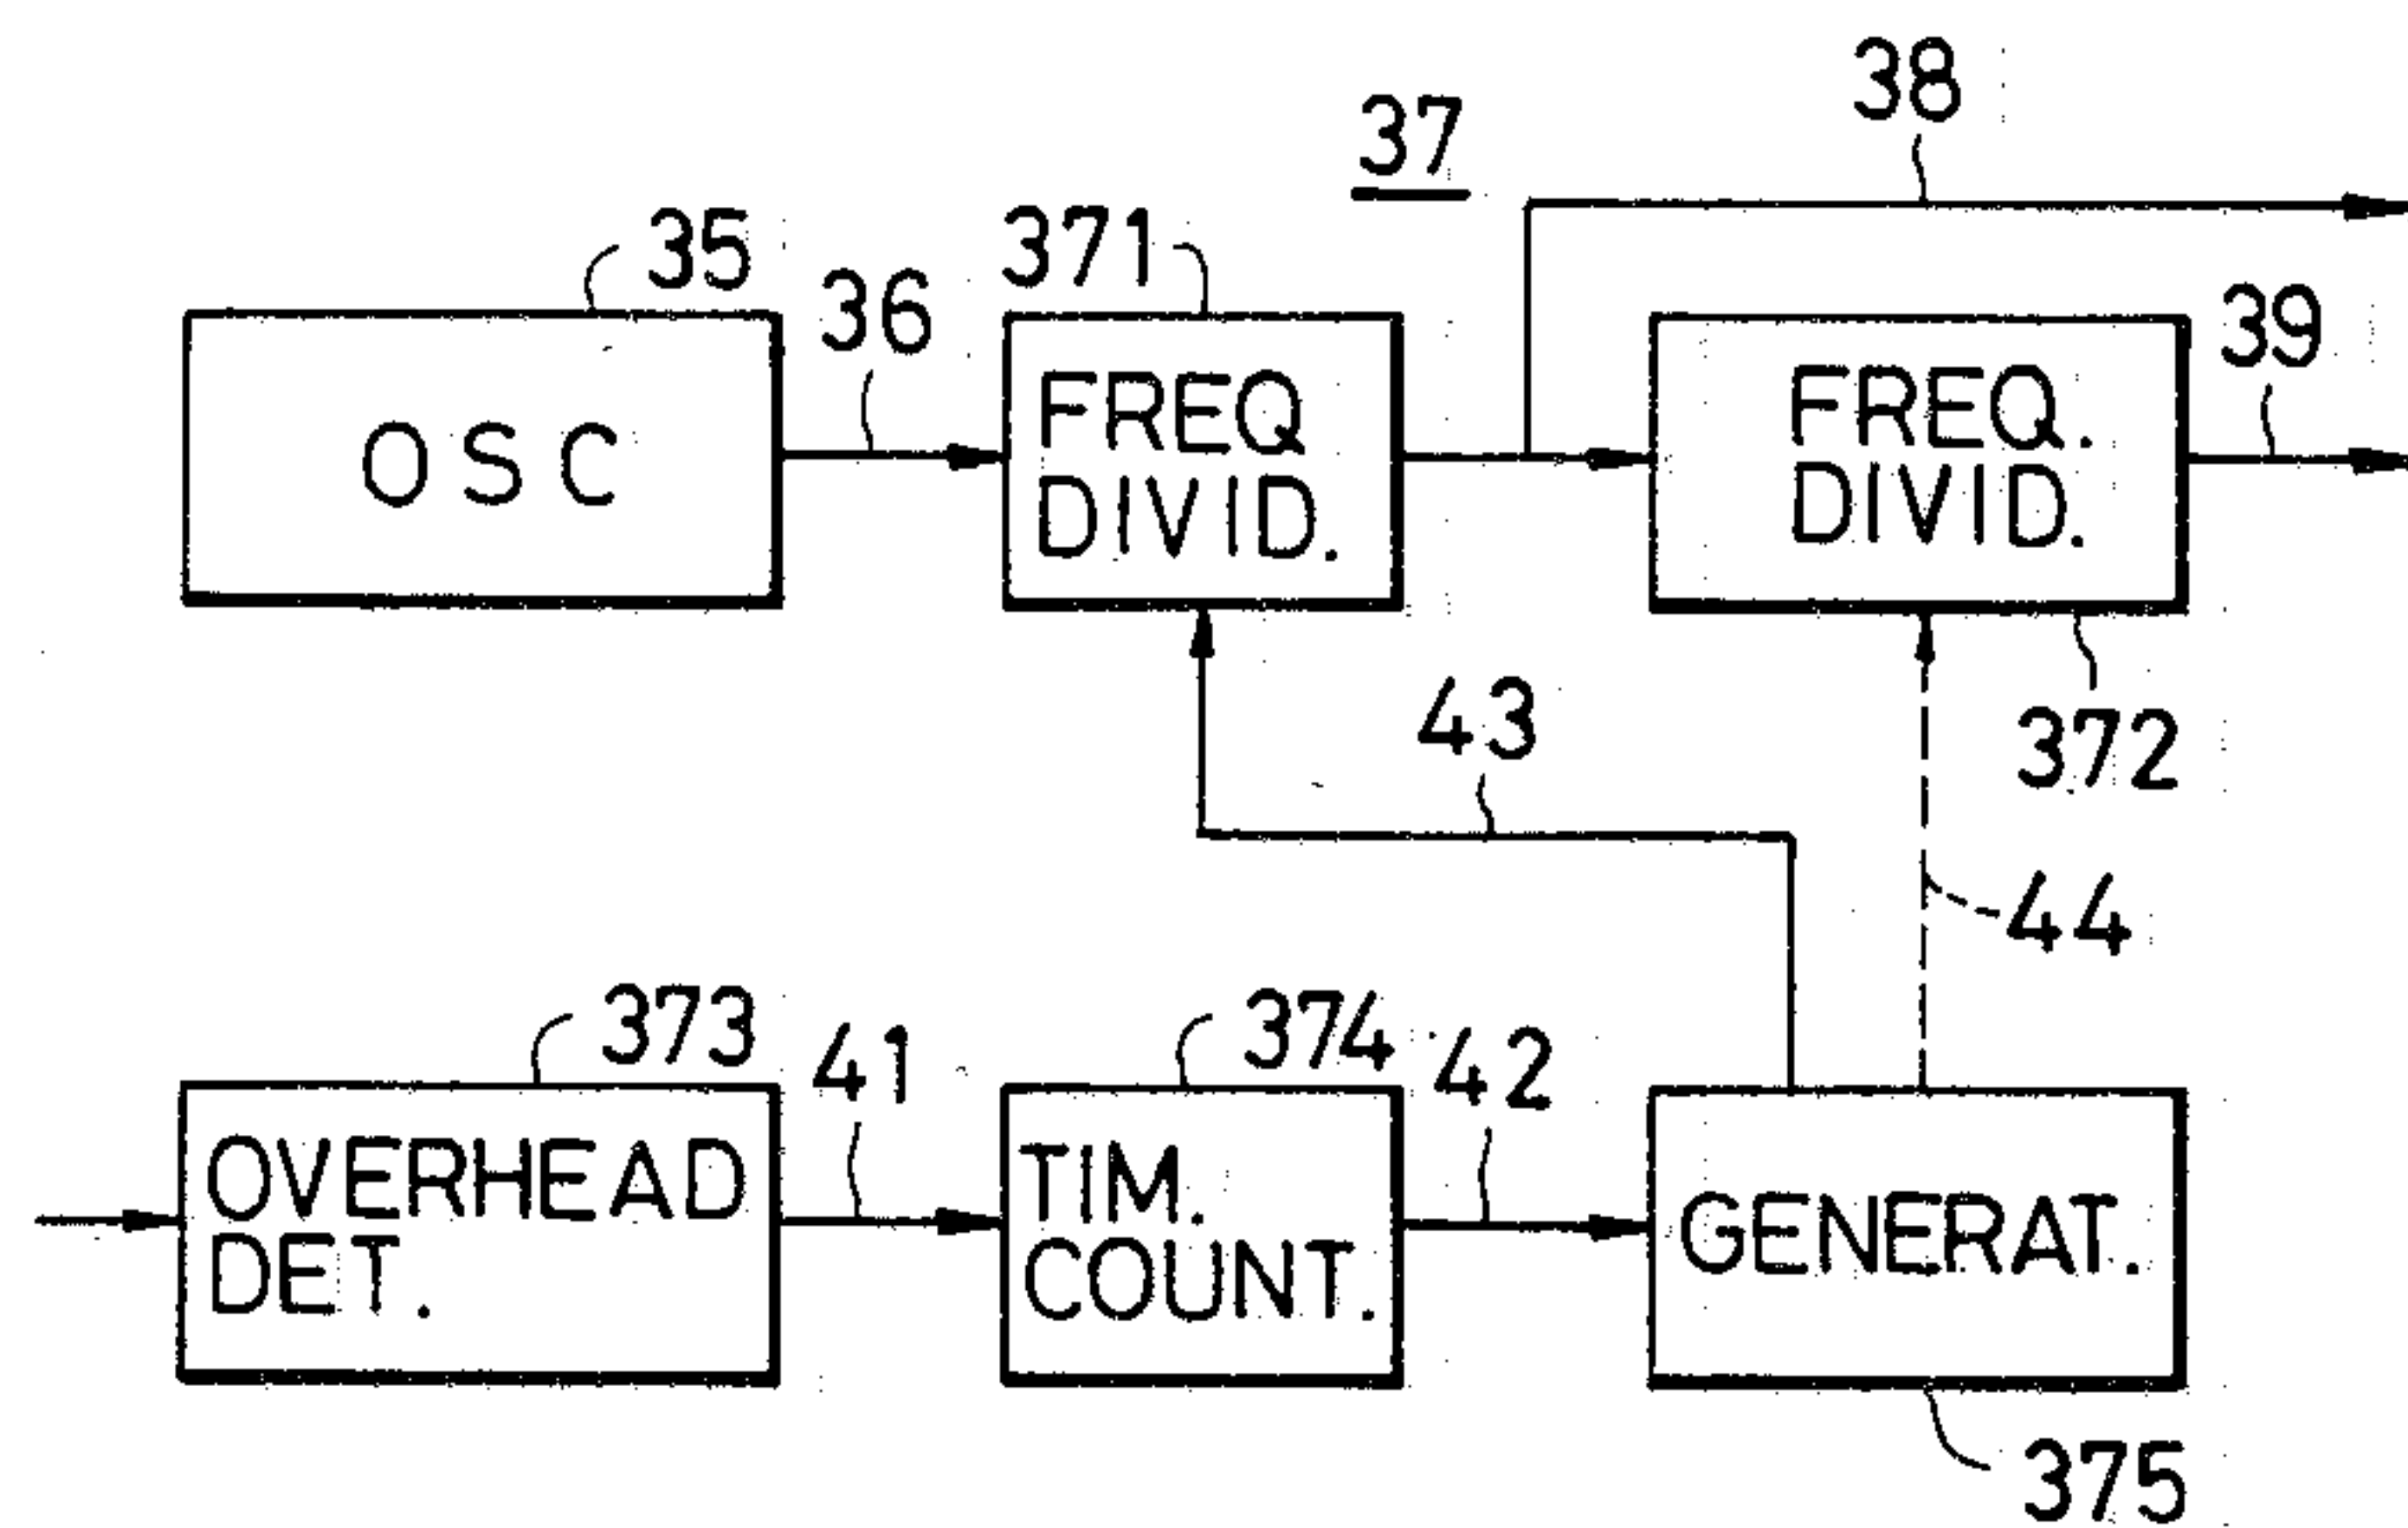 38
37
35
371
36
39
OSC
FREQ
DIVID.
FREQ.
DIVID.
43
372
44
373
374
41
42
OVERHEAD
DET.
TIM.
COUNT.
GENERAT.
375